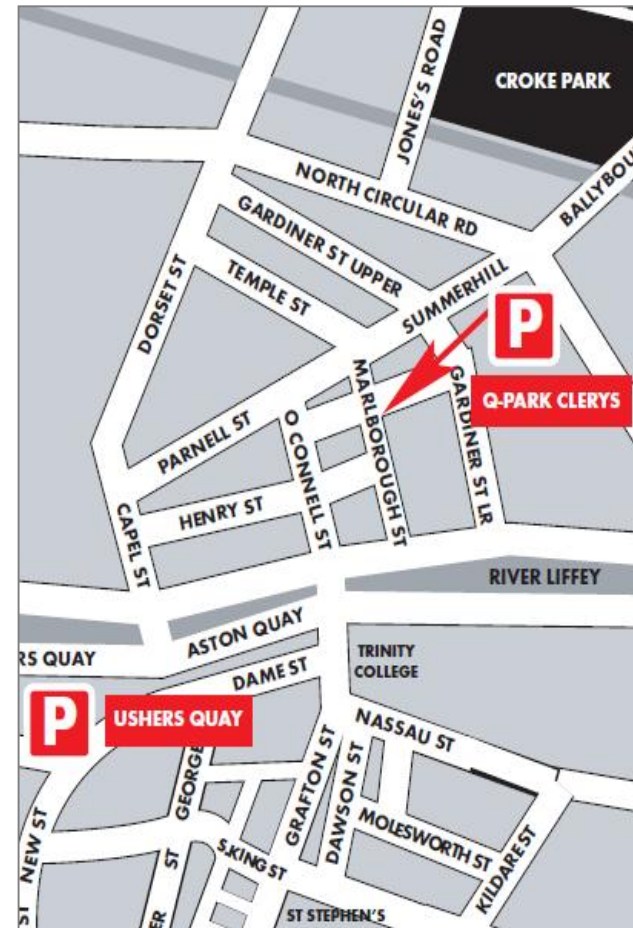 CROKE PARK
JONES'S ROAD
NORTH CIRCULAR RD
BALLYBOU
GARDINER ST UPPER
TEMPLE ST
SUMMERHILL
DORSET ST
P
Q-PARK CLERYS
MARLBOROUGH ST
GARDINER ST LR
PARNELL ST
O CONNELL ST
HENRY ST
CAPEL ST
RIVER LIFFEY
ASTON QUAY
RS QUAY
TRINITY
COLLEGE
DAME ST
P
USHERS QUAY
NASSAU ST
GEORGE
GRAFTON ST
DAWSON ST
MOLESWORTH ST
NEW ST
S.KING ST
KILDARE ST
ST
ER
ST
ST STEPHEN'S